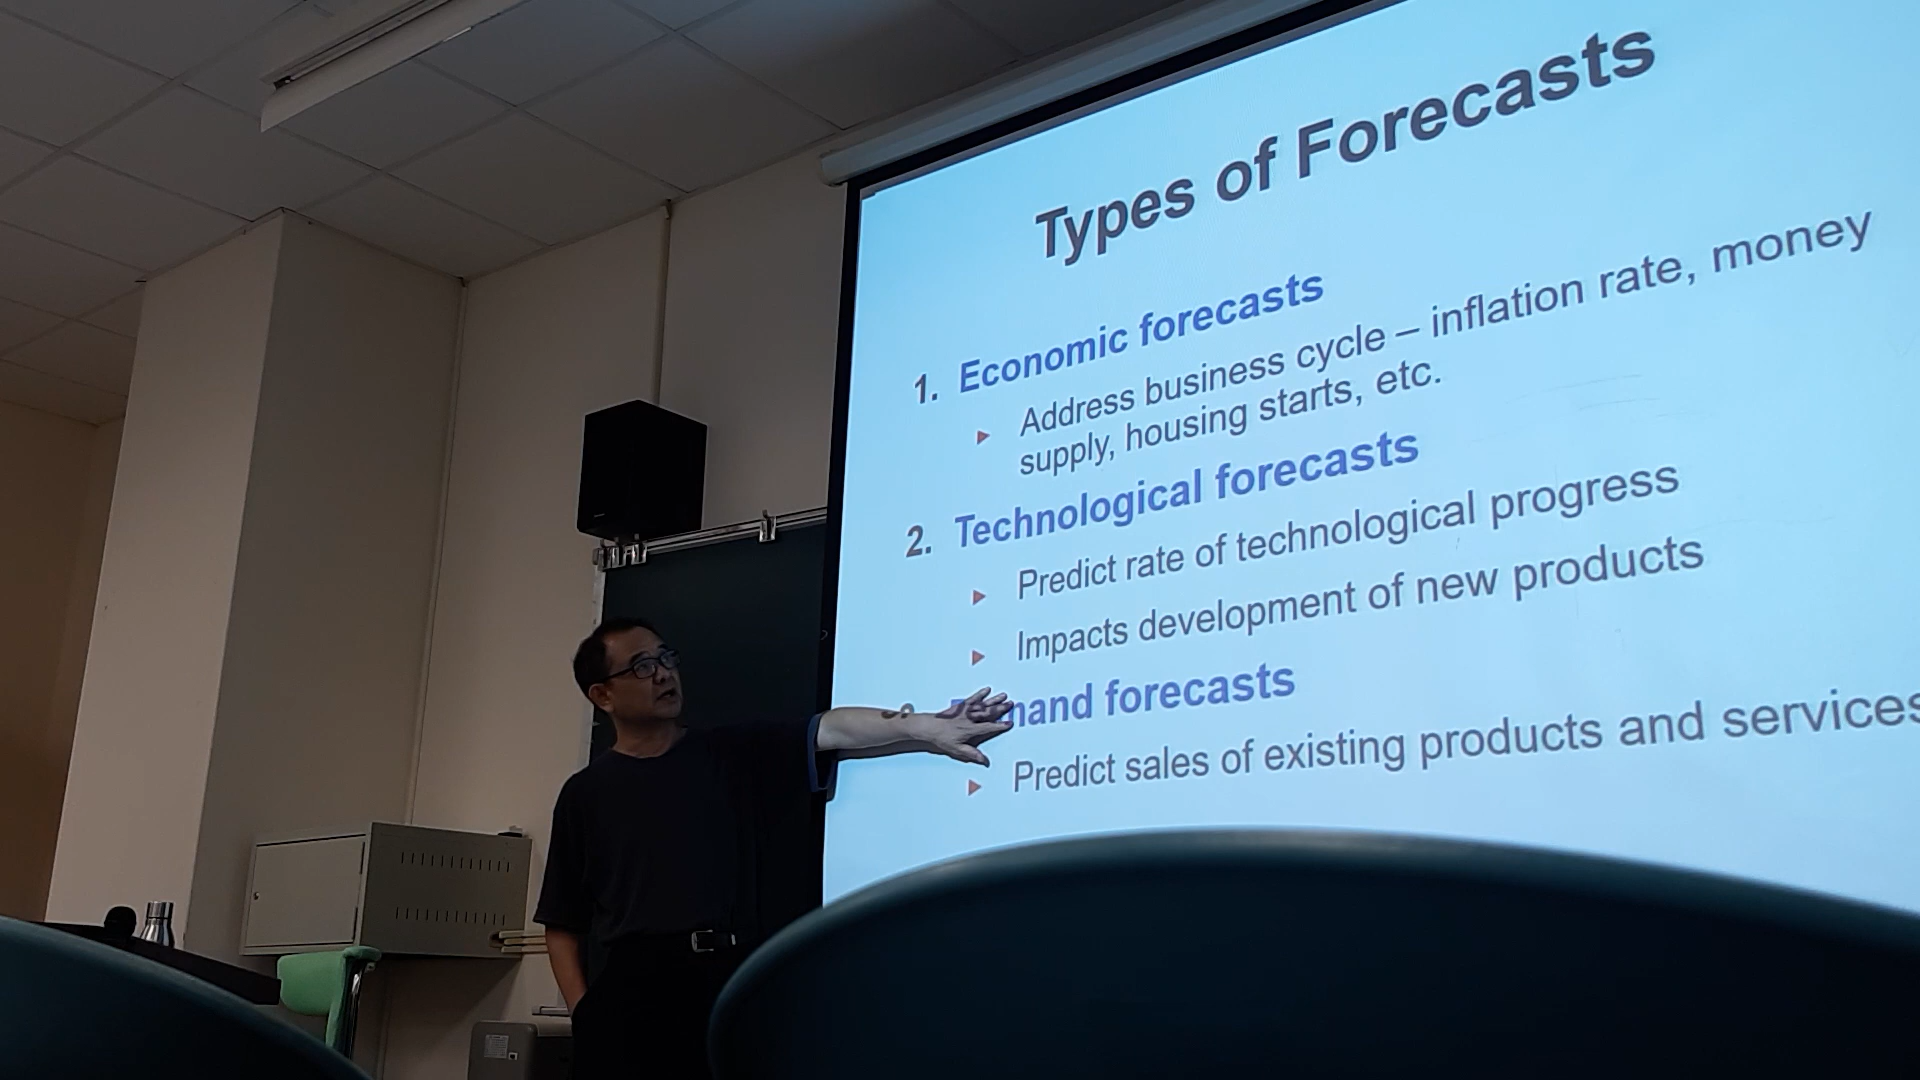 Types of Forecasts
1. Economic forecasts
Address business cycle – inflation rate, money
supply, housing starts, etc.
2. Technological forecasts
Predict rate of technological progress
Impacts development of new products
Demand forecasts
Predict sales of existing products and services